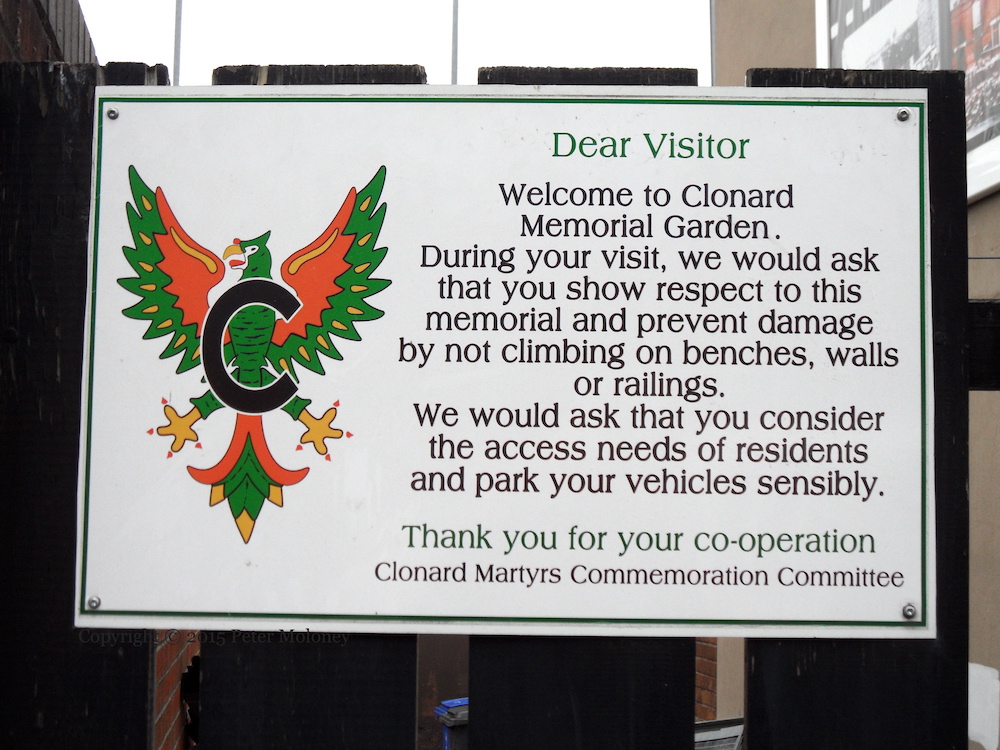 Dear Visitor
Welcome to Clonard
Memorial Garden.
During your visit, we would ask
that you show respect to this
memorial and prevent damage
by not climbing on benches, walls
or railings.
We would ask that you consider
the access needs of residents
and park your vehicles sensibly.
Thank you for your co-operation
Clonard Martyrs Commemoration Committee
C
Copyright © 2015 Peter Moloney